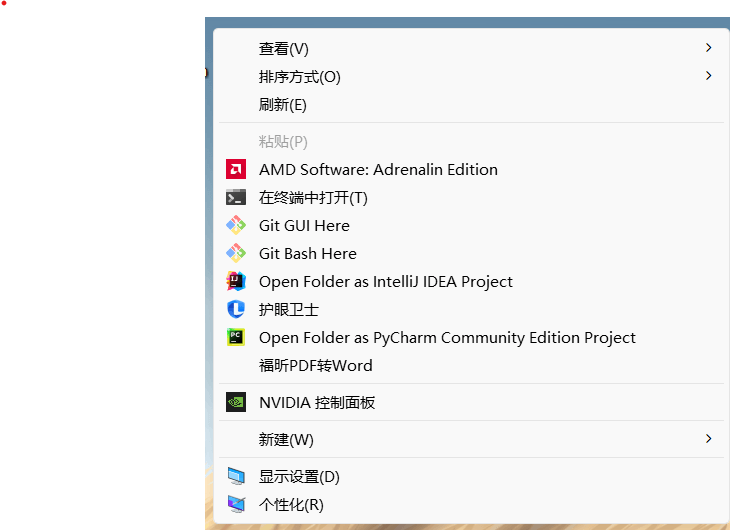 查看(V)
排序方式(O)
刷新(E)
粘贴(P)
AMD Software: Adrenalin Edition
在终端中打开(T)
Git GUI Here
Git Bash Here
Open Folder as IntelliJ IDEA Project
护眼卫士
Open Folder as PyCharm Community Edition Project
福昕PDF转Word
NVIDIA 控制面板
新建(W)
显示设置(D)
个性化(R)